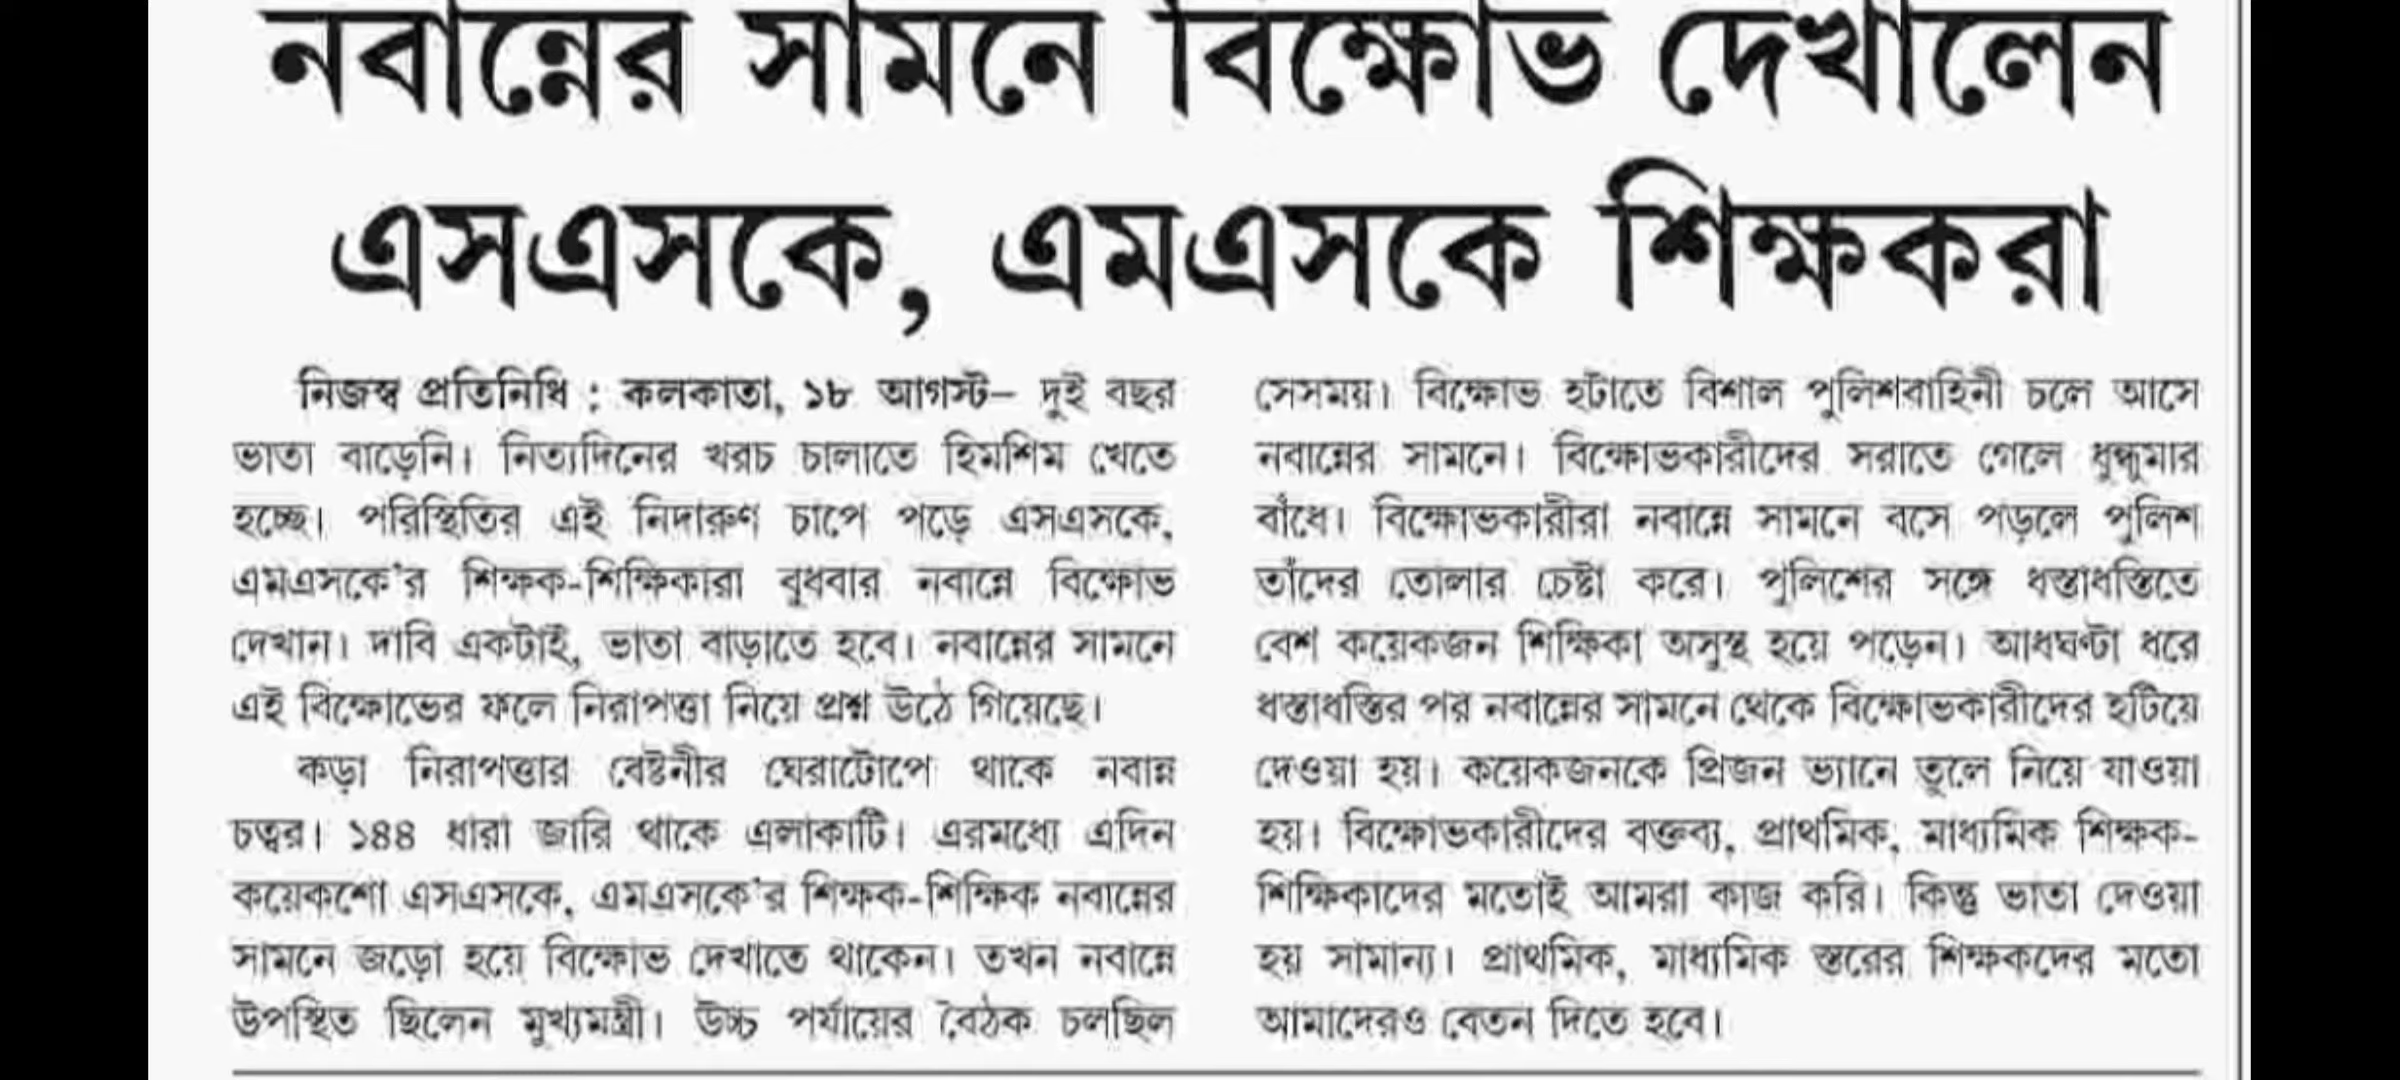 নবান্নের সামনে বিক্ষোভ দেখালেন
এসএসকে, এমএসকে শিক্ষকরা
নিজস্ব প্রতিনিধি : কলকাতা, ১৮ আগস্ট– দুই বছর
ভাতা বাড়েনি। নিত্যদিনের খরচ চালাতে হিমশিম খেতে
হচ্ছে। পরিস্থিতির এই নিদারুণ চাপে পড়ে এসএসকে,
এমএসকে'র শিক্ষক-শিক্ষিকারা বুধবার নবান্নে বিক্ষোভ
দেখান। দাবি একটাই, ভাতা বাড়াতে হবে। নবান্নের সামনে
এই বিক্ষোভের ফলে নিরাপত্তা নিয়ে প্রশ্ন উঠে গিয়েছে।
কড়া নিরাপত্তার বেষ্টনীর ঘেরাটোপে থাকে নবান্ন
চত্বর। ১৪৪ ধারা জারি থাকে এলাকাটি। এরমধ্যে এদিন
কয়েকশো এসএসকে, এমএসকে'র শিক্ষক-শিক্ষিক নবান্নের
সামনে জড়ো হয়ে বিক্ষোভ দেখাতে থাকেন। তখন নবান্নে
উপস্থিত ছিলেন মুখ্যমন্ত্রী। উচ্চ পর্যায়ের বৈঠক চলছিল
সেসময়। বিক্ষোভ হটাতে বিশাল পুলিশবাহিনী চলে আসে
নবান্নের সামনে। বিক্ষোভকারীদের সরাতে গেলে ধুন্ধুমার
বাঁধে। বিক্ষোভকারীরা নবান্নে সামনে বসে পড়লে পুলিশ
তাঁদের তোলার চেষ্টা করে। পুলিশের সঙ্গে ধস্তাধস্তিতে
বেশ কয়েকজন শিক্ষিকা অসুস্থ হয়ে পড়েন। আধঘণ্টা ধরে
ধস্তাধস্তির পর নবান্নের সামনে থেকে বিক্ষোভকারীদের হটিয়ে
দেওয়া হয়। কয়েকজনকে প্রিজন ভ্যানে তুলে নিয়ে যাওয়া
হয়। বিক্ষোভকারীদের বক্তব্য, প্রাথমিক, মাধ্যমিক শিক্ষক-
শিক্ষিকাদের মতোই আমরা কাজ করি। কিন্তু ভাতা দেওয়া
হয় সামান্য। প্রাথমিক, মাধ্যমিক স্তরের শিক্ষকদের মতো
আমাদেরও বেতন দিতে হবে।